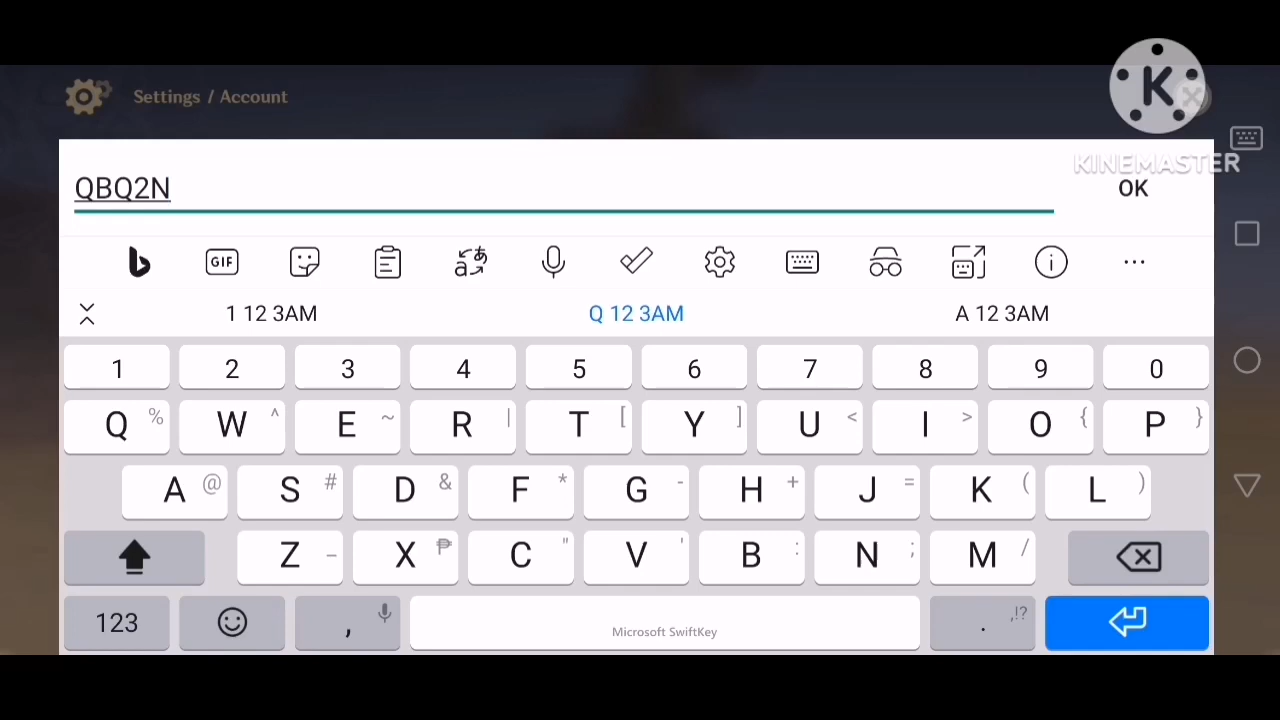 Settings / Account
K
KINEMASTER
QBQ2N
OK
GIF
1 12 3AM
Q 12 3AM
A 12 3AM
1 2 3 4 5 6 7 8 9 0
Q % W ^ E ~ R | T [ Y ] U < I > O { P }
A @ S # D & F * G - H + J = K ( L )
Z _ X ₱ C " V ' B : N ; M /
123 , Microsoft SwiftKey . ,!?